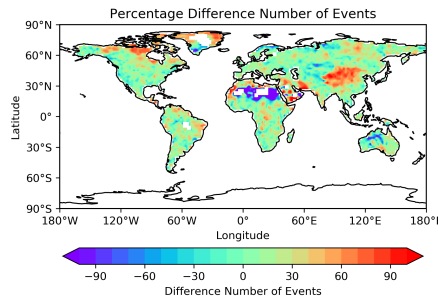 Percentage Difference Number of Events
90°N
60°N
30°N
0°
30°S
60°S
90°S
Latitude
180°W 120°W 60°W 0° 60°E 120°E 180°E
Longitude
−90 −60 −30 0 30 60 90
Difference Number of Events